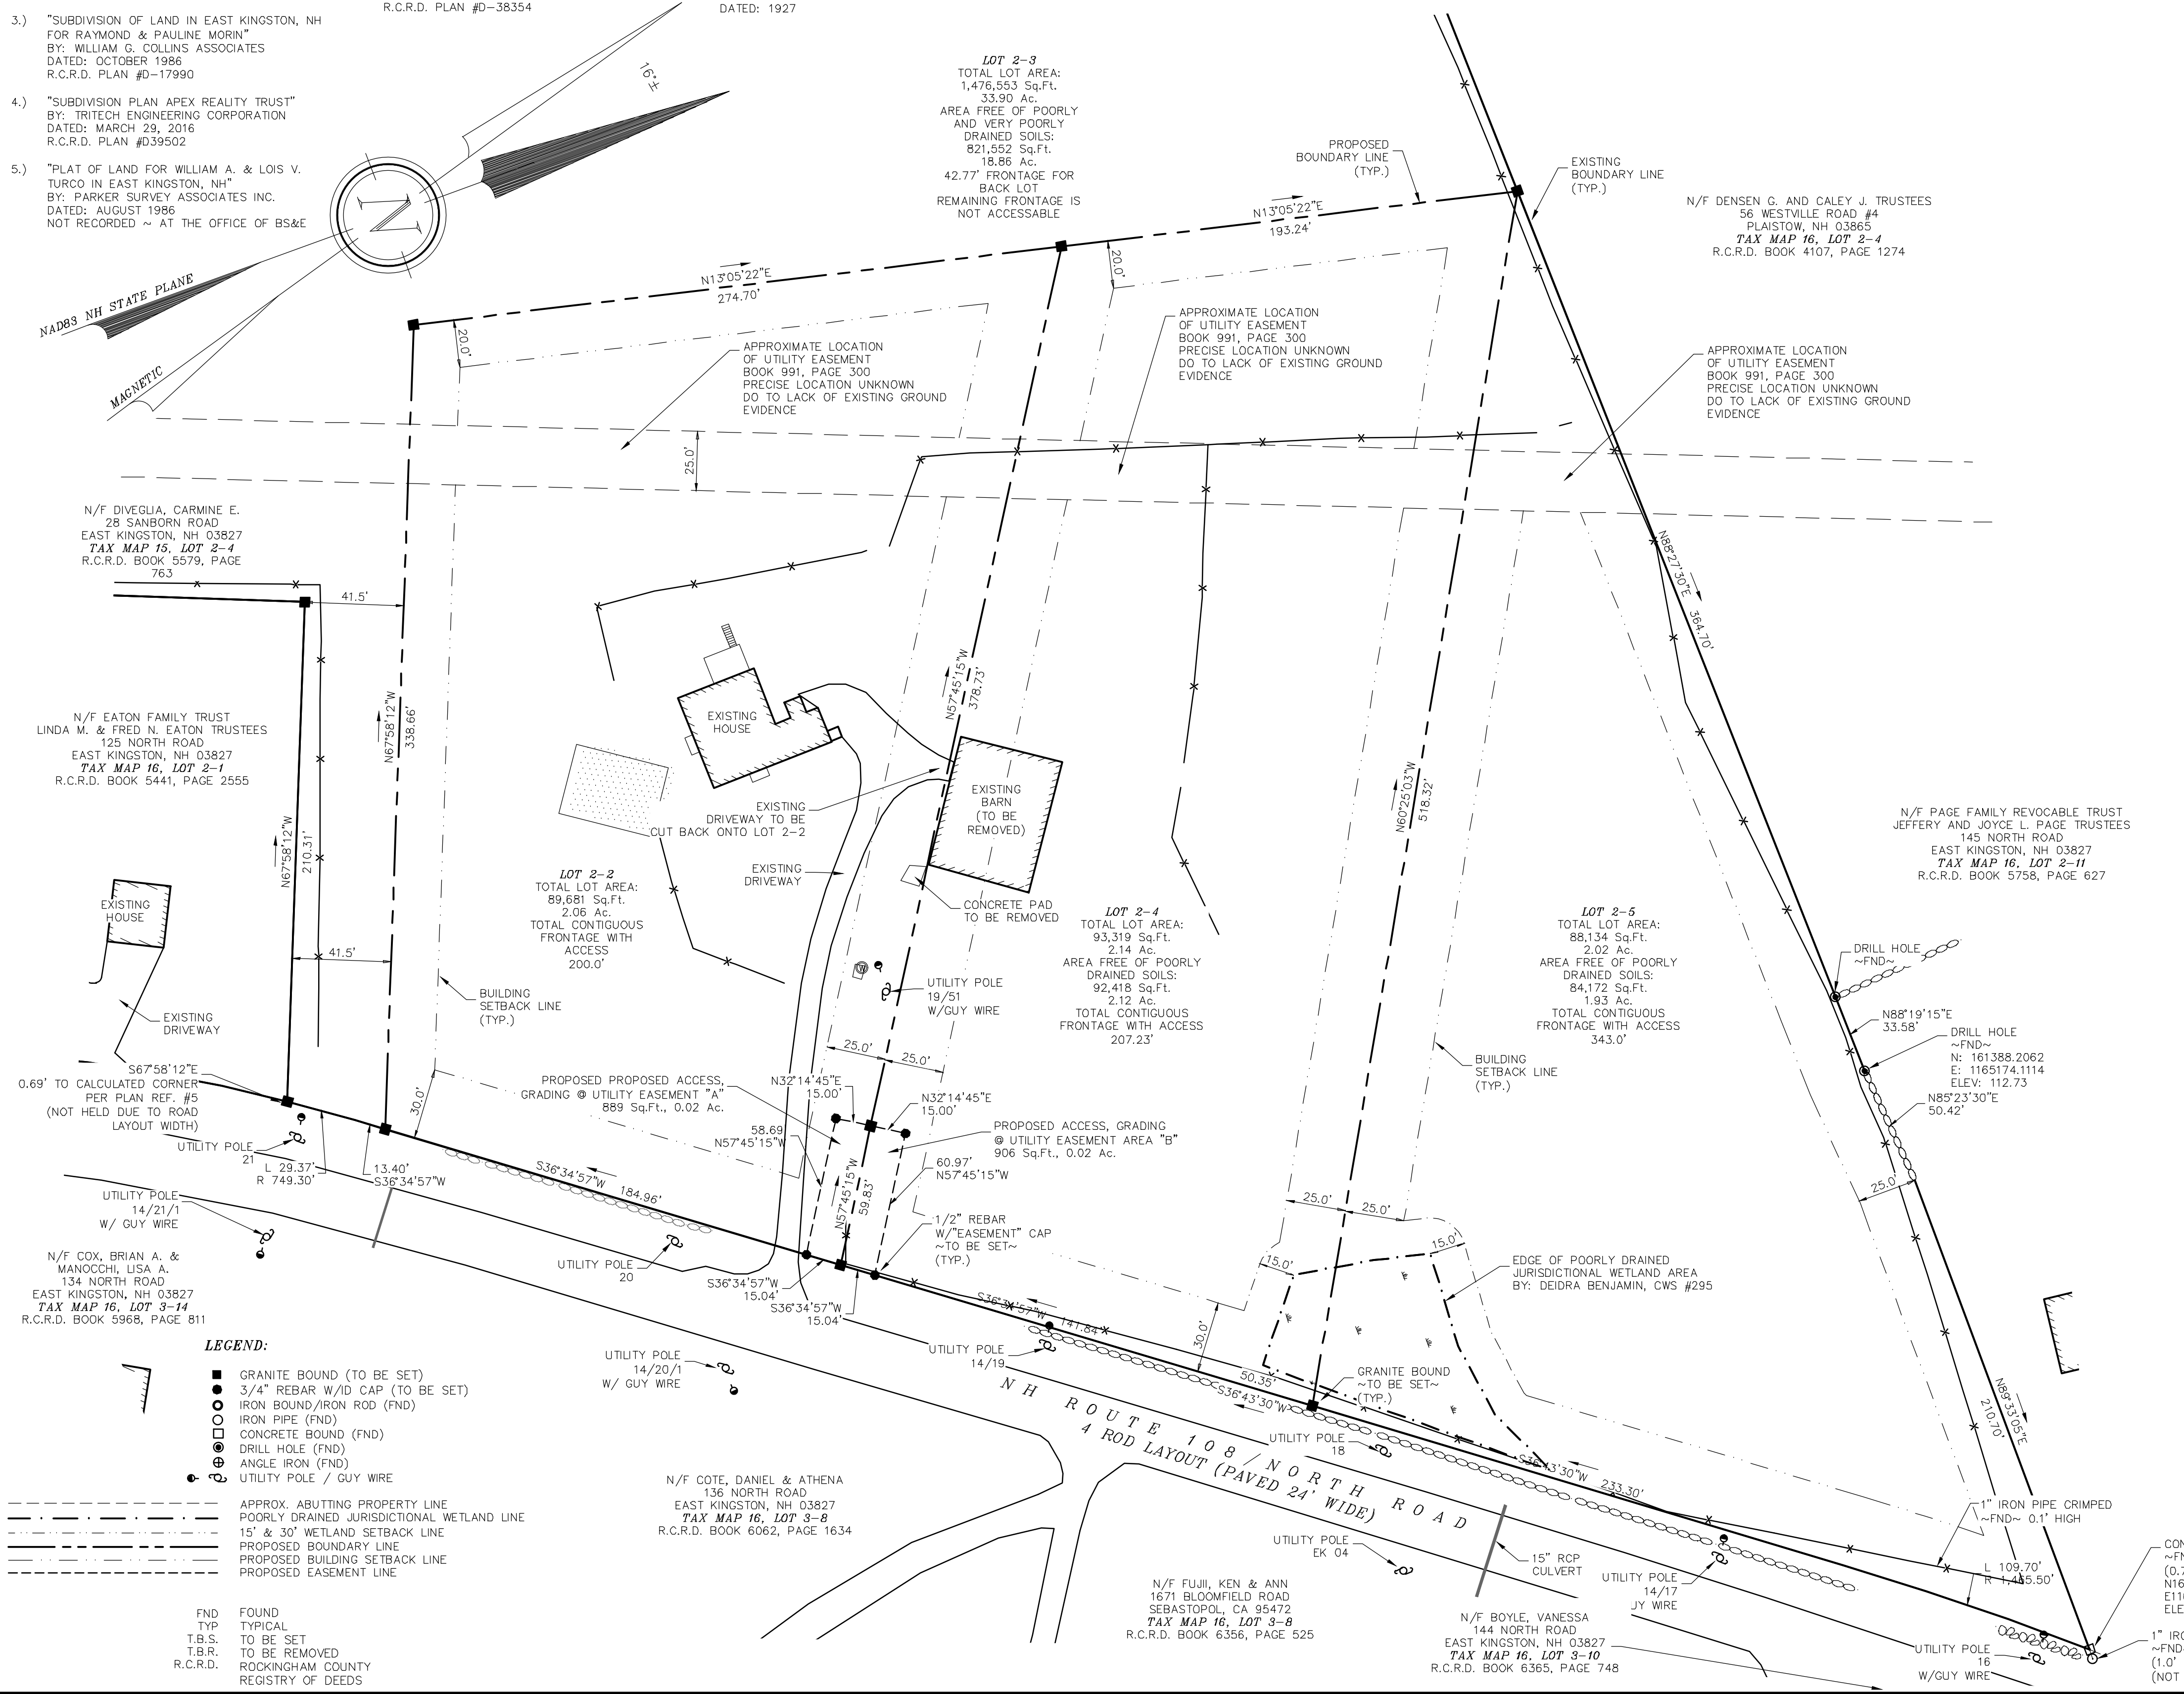 R.C.R.D. PLAN #D-38354
DATED: 1927
3.) "SUBDIVISION OF LAND IN EAST KINGSTON, NH
FOR RAYMOND & PAULINE MORIN"
BY: WILLIAM G. COLLINS ASSOCIATES
DATED: OCTOBER 1986
R.C.R.D. PLAN #D-17990
4.) "SUBDIVISION PLAN APEX REALITY TRUST"
BY: TRITECH ENGINEERING CORPORATION
DATED: MARCH 29, 2016
R.C.R.D. PLAN #D39502
5.) "PLAT OF LAND FOR WILLIAM A. & LOIS V.
TURCO IN EAST KINGSTON, NH"
BY: PARKER SURVEY ASSOCIATES INC.
DATED: AUGUST 1986
NOT RECORDED ~ AT THE OFFICE OF BS&E
16°±
N
NAD83 NH STATE PLANE
MAGNETIC
LOT 2-3
TOTAL LOT AREA:
1,476,553 Sq.Ft.
33.90 Ac.
AREA FREE OF POORLY
AND VERY POORLY
DRAINED SOILS:
821,552 Sq.Ft.
18.86 Ac.
42.77' FRONTAGE FOR
BACK LOT
REMAINING FRONTAGE IS
NOT ACCESSABLE
PROPOSED
BOUNDARY LINE
(TYP.)
EXISTING
BOUNDARY LINE
(TYP.)
N/F DENSEN G. AND CALEY J. TRUSTEES
56 WESTVILLE ROAD #4
PLAISTOW, NH 03865
TAX MAP 16, LOT 2-4
R.C.R.D. BOOK 4107, PAGE 1274
N13°05'22"E
193.24'
N13°05'22"E
274.70'
20.0'
20.0'
APPROXIMATE LOCATION
OF UTILITY EASEMENT
BOOK 991, PAGE 300
PRECISE LOCATION UNKNOWN
DO TO LACK OF EXISTING GROUND
EVIDENCE
APPROXIMATE LOCATION
OF UTILITY EASEMENT
BOOK 991, PAGE 300
PRECISE LOCATION UNKNOWN
DO TO LACK OF EXISTING GROUND
EVIDENCE
APPROXIMATE LOCATION
OF UTILITY EASEMENT
BOOK 991, PAGE 300
PRECISE LOCATION UNKNOWN
DO TO LACK OF EXISTING GROUND
EVIDENCE
25.0'
N/F DIVEGLIA, CARMINE E.
28 SANBORN ROAD
EAST KINGSTON, NH 03827
TAX MAP 15, LOT 2-4
R.C.R.D. BOOK 5579, PAGE
763
41.5'
N88°27'30"E 364.70'
N/F EATON FAMILY TRUST
LINDA M. & FRED N. EATON TRUSTEES
125 NORTH ROAD
EAST KINGSTON, NH 03827
TAX MAP 16, LOT 2-1
R.C.R.D. BOOK 5441, PAGE 2555
N67°58'12"W
338.66'
N67°58'12"W
210.31'
EXISTING
HOUSE
N57°45'15"W
378.73'
EXISTING
BARN
(TO BE
REMOVED)
EXISTING
DRIVEWAY TO BE
CUT BACK ONTO LOT 2-2
EXISTING
DRIVEWAY
CONCRETE PAD
TO BE REMOVED
N60°25'03"W
518.32'
N/F PAGE FAMILY REVOCABLE TRUST
JEFFERY AND JOYCE L. PAGE TRUSTEES
145 NORTH ROAD
EAST KINGSTON, NH 03827
TAX MAP 16, LOT 2-11
R.C.R.D. BOOK 5758, PAGE 627
EXISTING
HOUSE
41.5'
EXISTING
DRIVEWAY
LOT 2-2
TOTAL LOT AREA:
89,681 Sq.Ft.
2.06 Ac.
TOTAL CONTIGUOUS
FRONTAGE WITH
ACCESS
200.0'
BUILDING
SETBACK LINE
(TYP.)
W
UTILITY POLE
19/51
W/GUY WIRE
LOT 2-4
TOTAL LOT AREA:
93,319 Sq.Ft.
2.14 Ac.
AREA FREE OF POORLY
DRAINED SOILS:
92,418 Sq.Ft.
2.12 Ac.
TOTAL CONTIGUOUS
FRONTAGE WITH ACCESS
207.23'
LOT 2-5
TOTAL LOT AREA:
88,134 Sq.Ft.
2.02 Ac.
AREA FREE OF POORLY
DRAINED SOILS:
84,172 Sq.Ft.
1.93 Ac.
TOTAL CONTIGUOUS
FRONTAGE WITH ACCESS
343.0'
DRILL HOLE
~FND~
N88°19'15"E
33.58'
DRILL HOLE
~FND~
N: 161388.2062
E: 1165174.1114
ELEV: 112.73
N85°23'30"E
50.42'
BUILDING
SETBACK LINE
(TYP.)
S67°58'12"E
0.69' TO CALCULATED CORNER
PER PLAN REF. #5
(NOT HELD DUE TO ROAD
LAYOUT WIDTH)
UTILITY POLE
21
L 29.37'
R 749.30'
13.40'
S36°34'57"W
30.0'
S36°34'57"W 184.96'
PROPOSED PROPOSED ACCESS,
GRADING @ UTILITY EASEMENT "A"
889 Sq.Ft., 0.02 Ac.
25.0' 25.0'
N32°14'45"E
15.00'
N32°14'45"E
15.00'
58.69'
N57°45'15"W
N57°45'15"W
59.83'
PROPOSED ACCESS, GRADING
@ UTILITY EASEMENT AREA "B"
906 Sq.Ft., 0.02 Ac.
60.97'
N57°45'15"W
1/2" REBAR
W/"EASEMENT" CAP
~TO BE SET~
(TYP.)
25.0' 25.0'
15.0'
15.0'
25.0'
EDGE OF POORLY DRAINED
JURISDICTIONAL WETLAND AREA
BY: DEIDRA BENJAMIN, CWS #295
UTILITY POLE
14/21/1
W/ GUY WIRE
N/F COX, BRIAN A. &
MANOCCHI, LISA A.
134 NORTH ROAD
EAST KINGSTON, NH 03827
TAX MAP 16, LOT 3-14
R.C.R.D. BOOK 5968, PAGE 811
UTILITY POLE
20
S36°34'57"W
15.04'
S36°34'57"W
15.04'
S36°34'57"W 141.84'
30.0'
UTILITY POLE
14/20/1
W/ GUY WIRE
UTILITY POLE
14/19
50.35'
S36°43'30"W
GRANITE BOUND
~TO BE SET~
(TYP.)
UTILITY POLE
18
NH ROUTE 108/NORTH ROAD
4 ROD LAYOUT (PAVED 24' WIDE)
S36°43'30"W 233.30'
N89°33'05"E
210.70'
1" IRON PIPE CRIMPED
~FND~ 0.1' HIGH
LEGEND:
GRANITE BOUND (TO BE SET)
3/4" REBAR W/ID CAP (TO BE SET)
IRON BOUND/IRON ROD (FND)
IRON PIPE (FND)
CONCRETE BOUND (FND)
DRILL HOLE (FND)
ANGLE IRON (FND)
UTILITY POLE / GUY WIRE
APPROX. ABUTTING PROPERTY LINE
POORLY DRAINED JURISDICTIONAL WETLAND LINE
15' & 30' WETLAND SETBACK LINE
PROPOSED BOUNDARY LINE
PROPOSED BUILDING SETBACK LINE
PROPOSED EASEMENT LINE
FND FOUND
TYP TYPICAL
T.B.S. TO BE SET
T.B.R. TO BE REMOVED
R.C.R.D. ROCKINGHAM COUNTY
REGISTRY OF DEEDS
N/F COTE, DANIEL & ATHENA
136 NORTH ROAD
EAST KINGSTON, NH 03827
TAX MAP 16, LOT 3-8
R.C.R.D. BOOK 6062, PAGE 1634
UTILITY POLE
EK 04
15" RCP
CULVERT
UTILITY POLE
14/17
UY WIRE
L 109.70'
R 1,465.50'
N/F FUJII, KEN & ANN
1671 BLOOMFIELD ROAD
SEBASTOPOL, CA 95472
TAX MAP 16, LOT 3-8
R.C.R.D. BOOK 6356, PAGE 525
N/F BOYLE, VANESSA
144 NORTH ROAD
EAST KINGSTON, NH 03827
TAX MAP 16, LOT 3-10
R.C.R.D. BOOK 6365, PAGE 748
UTILITY POLE
16
W/GUY WIRE
CON
~FN
(0.7
N16
E116
ELE
1" IRO
~FND
(1.0'
(NOT